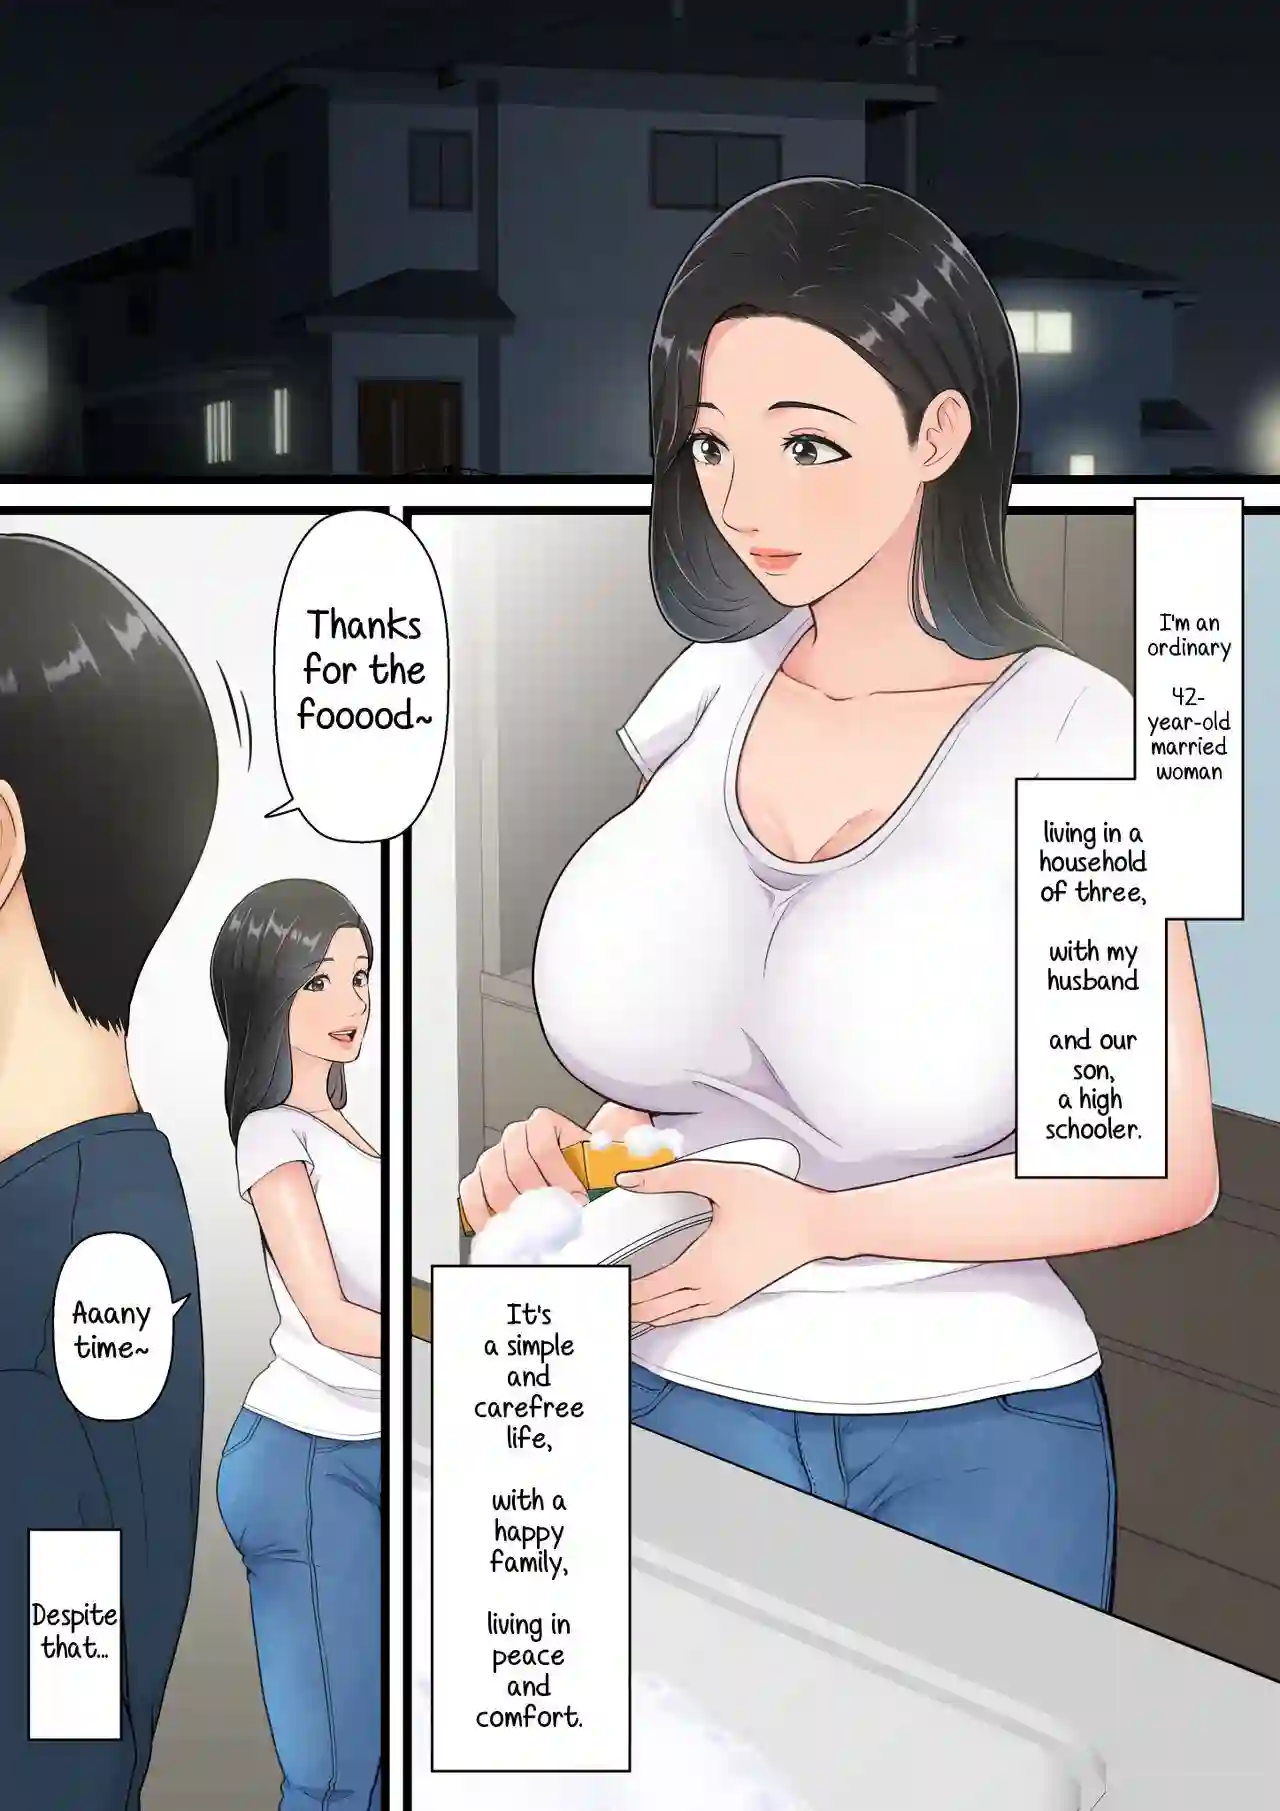 I'm an
ordinary
42-
year-old
married
woman
living in a
household
of three,
with my
husband
and our
son,
a high
schooler.
It's
a simple
and
carefree
life,
with a
happy
family,
living in
peace
and
comfort.
Thanks
for the
fooood~
Aaany
time~
Despite
that...